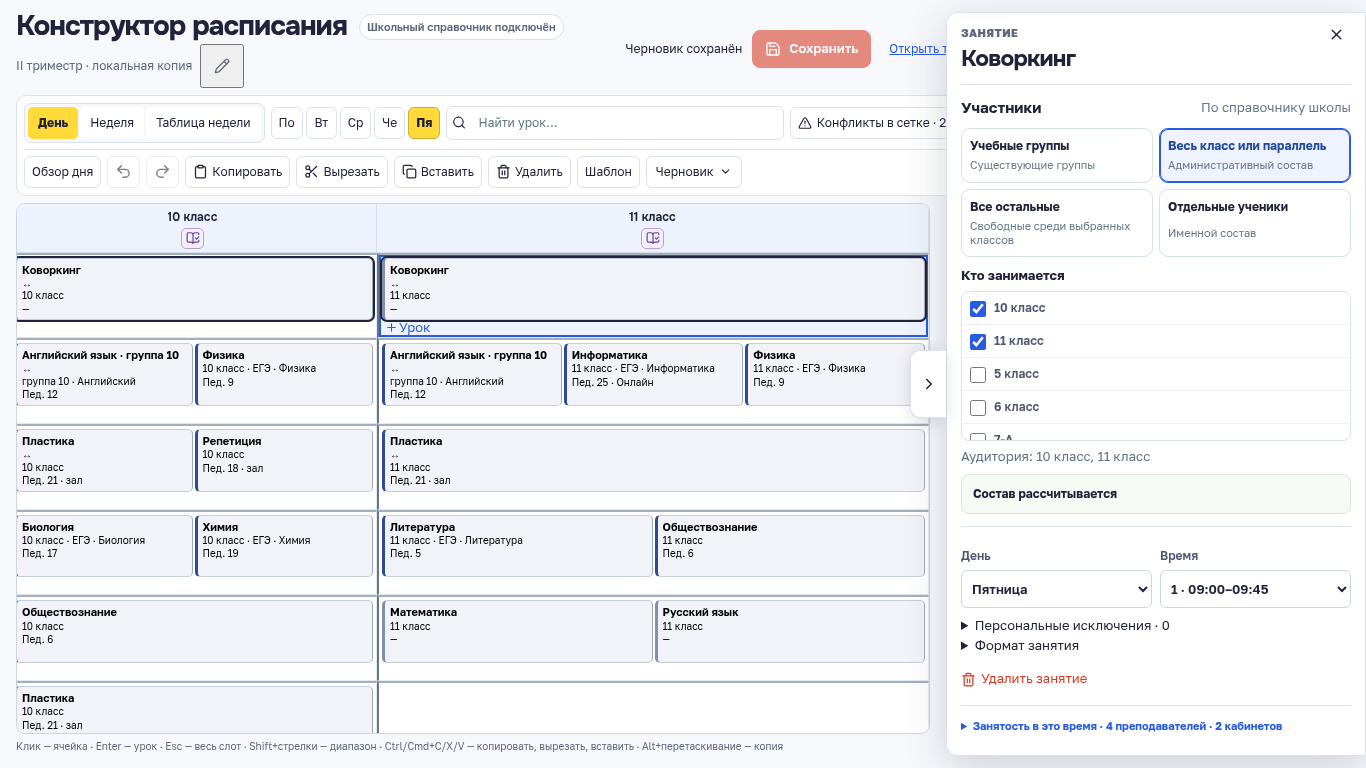 Конструктор расписания
Школьный справочник подключён
II триместр · локальная копия
Черновик сохранён
Сохранить
Открыть
День
Неделя
Таблица недели
По
Вт
Ср
Че
Пя
Найти урок...
Конфликты в сетке · 2
Обзор дня
Копировать
Вырезать
Вставить
Удалить
Шаблон
Черновик
10 класс
11 класс
Коворкинг
↔
10 класс
—
Коворкинг
↔
11 класс
—
+ Урок
Английский язык · группа 10
↔
группа 10 · Английский
Пед. 12
Физика
10 класс · ЕГЭ · Физика
Пед. 9
Английский язык · группа 10
↔
группа 10 · Английский
Пед. 12
Информатика
11 класс · ЕГЭ · Информатика
Пед. 25 · Онлайн
Физика
11 класс · ЕГЭ · Физика
Пед. 9
Пластика
↔
10 класс
Пед. 21 · зал
Репетиция
10 класс
Пед. 18 · зал
Пластика
↔
11 класс
Пед. 21 · зал
Биология
10 класс · ЕГЭ · Биология
Пед. 17
Химия
10 класс · ЕГЭ · Химия
Пед. 19
Литература
11 класс · ЕГЭ · Литература
Пед. 5
Обществознание
11 класс
Пед. 6
Обществознание
10 класс
Пед. 6
Математика
11 класс
—
Русский язык
11 класс
—
Пластика
10 класс
Пед. 21 · зал
Клик — ячейка · Enter — урок · Esc — весь слот · Shift+стрелки — диапазон · Ctrl/Cmd+C/X/V — копировать, вырезать, вставить · Alt+перетаскивание — копия
ЗАНЯТИЕ
Коворкинг
Участники
По справочнику школы
Учебные группы
Существующие группы
Весь класс или параллель
Административный состав
Все остальные
Свободные среди выбранных
классов
Отдельные ученики
Именной состав
Кто занимается
10 класс
11 класс
5 класс
6 класс
7-А
Аудитория: 10 класс, 11 класс
Состав рассчитывается
День
Время
Пятница
1 · 09:00–09:45
Персональные исключения · 0
Формат занятия
Удалить занятие
Занятость в это время · 4 преподавателей · 2 кабинетов